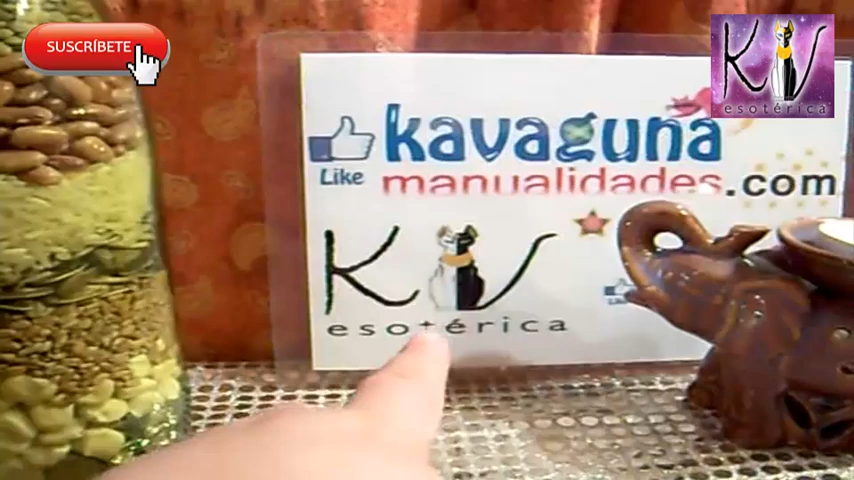 SUSCRÍBETE
KV
esotérica
kavaguna
Like
manualidades.com
KV
esotérica